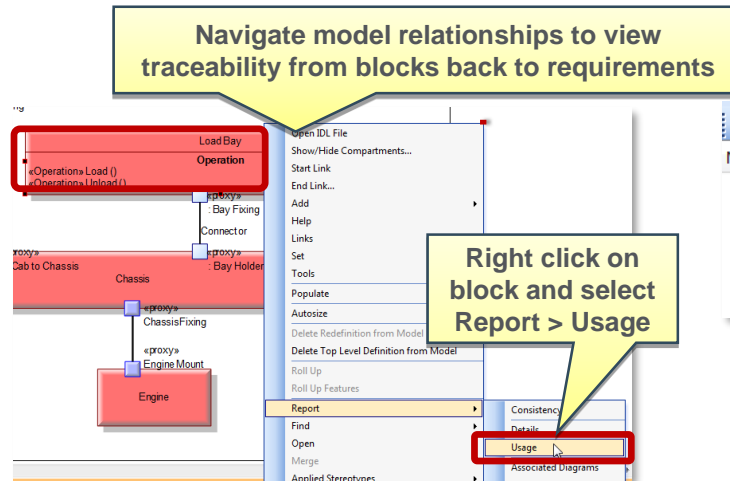 Navigate model relationships to view
traceability from blocks back to requirements
Load Bay
Operation
«Operation» Load ()
«Operation» Unload ()
«proxy»
: Bay Fixing
Connector
«proxy»
: Bay Holder
Cab to Chassis
Chassis
«proxy»
ChassisFixing
«proxy»
Engine Mount
Engine
Open IDL File
Show/Hide Compartments...
Start Link
End Link...
Add
Help
Links
Set
Tools
Populate
Autosize
Delete Redefinition from Model
Delete Top Level Definition from Model
Roll Up
Roll Up Features
Report
Find
Open
Merge
Applied Stereotypes
Right click on
block and select
Report > Usage
Consistency
Details
Usage
Associated Diagrams